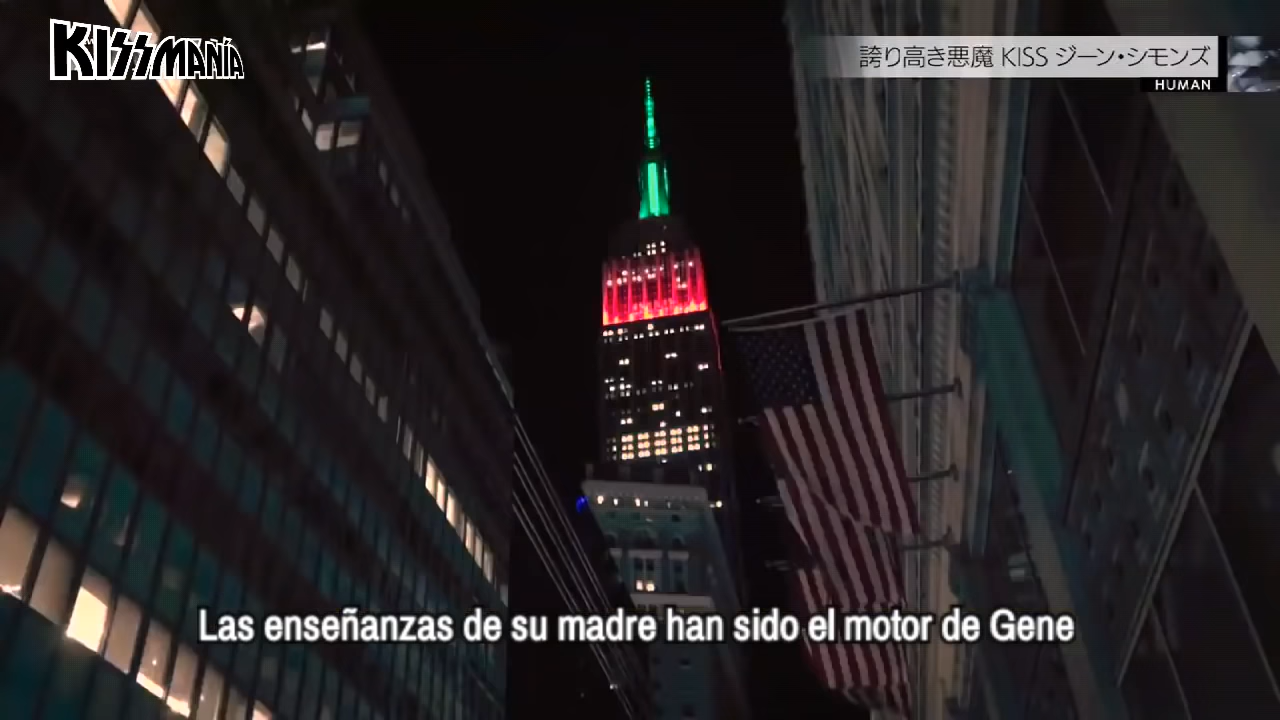 KISSMANÍA
誇り高き悪魔 KISS ジーン・シモンズ
HUMAN
Las enseñanzas de su madre han sido el motor de Gene